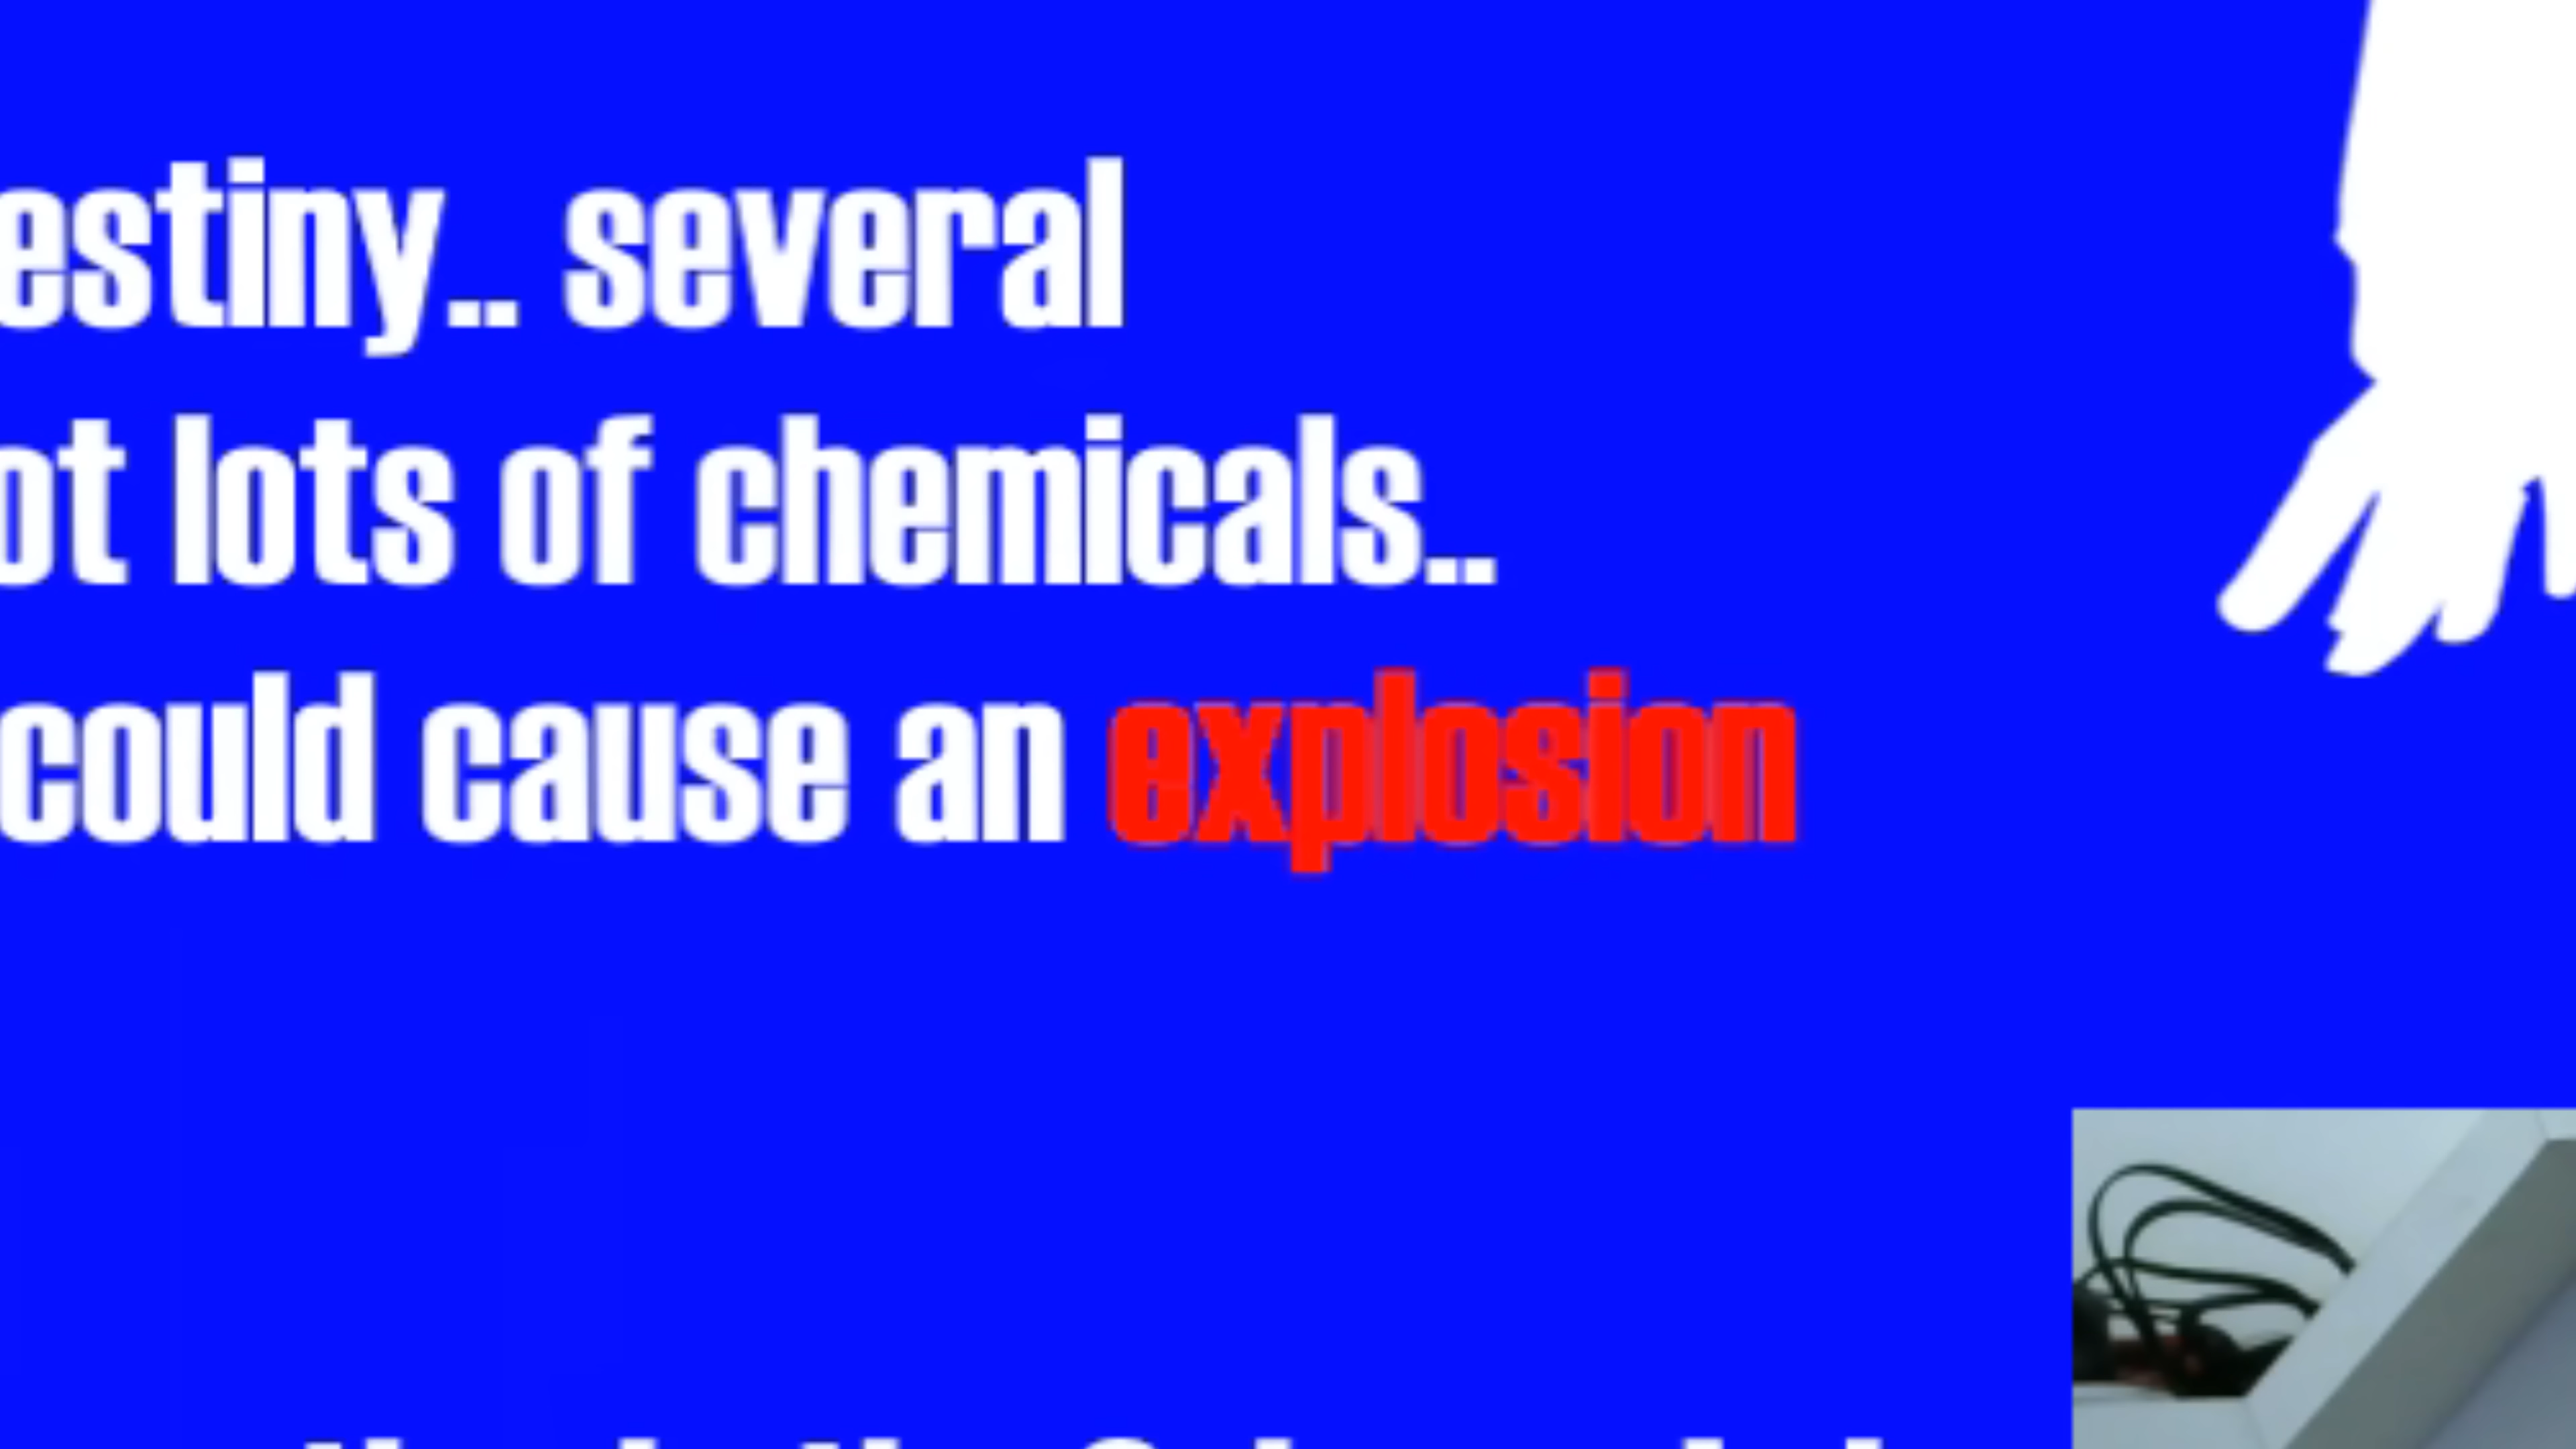 estiny.. several
ot lots of chemicals..
could cause an explosion